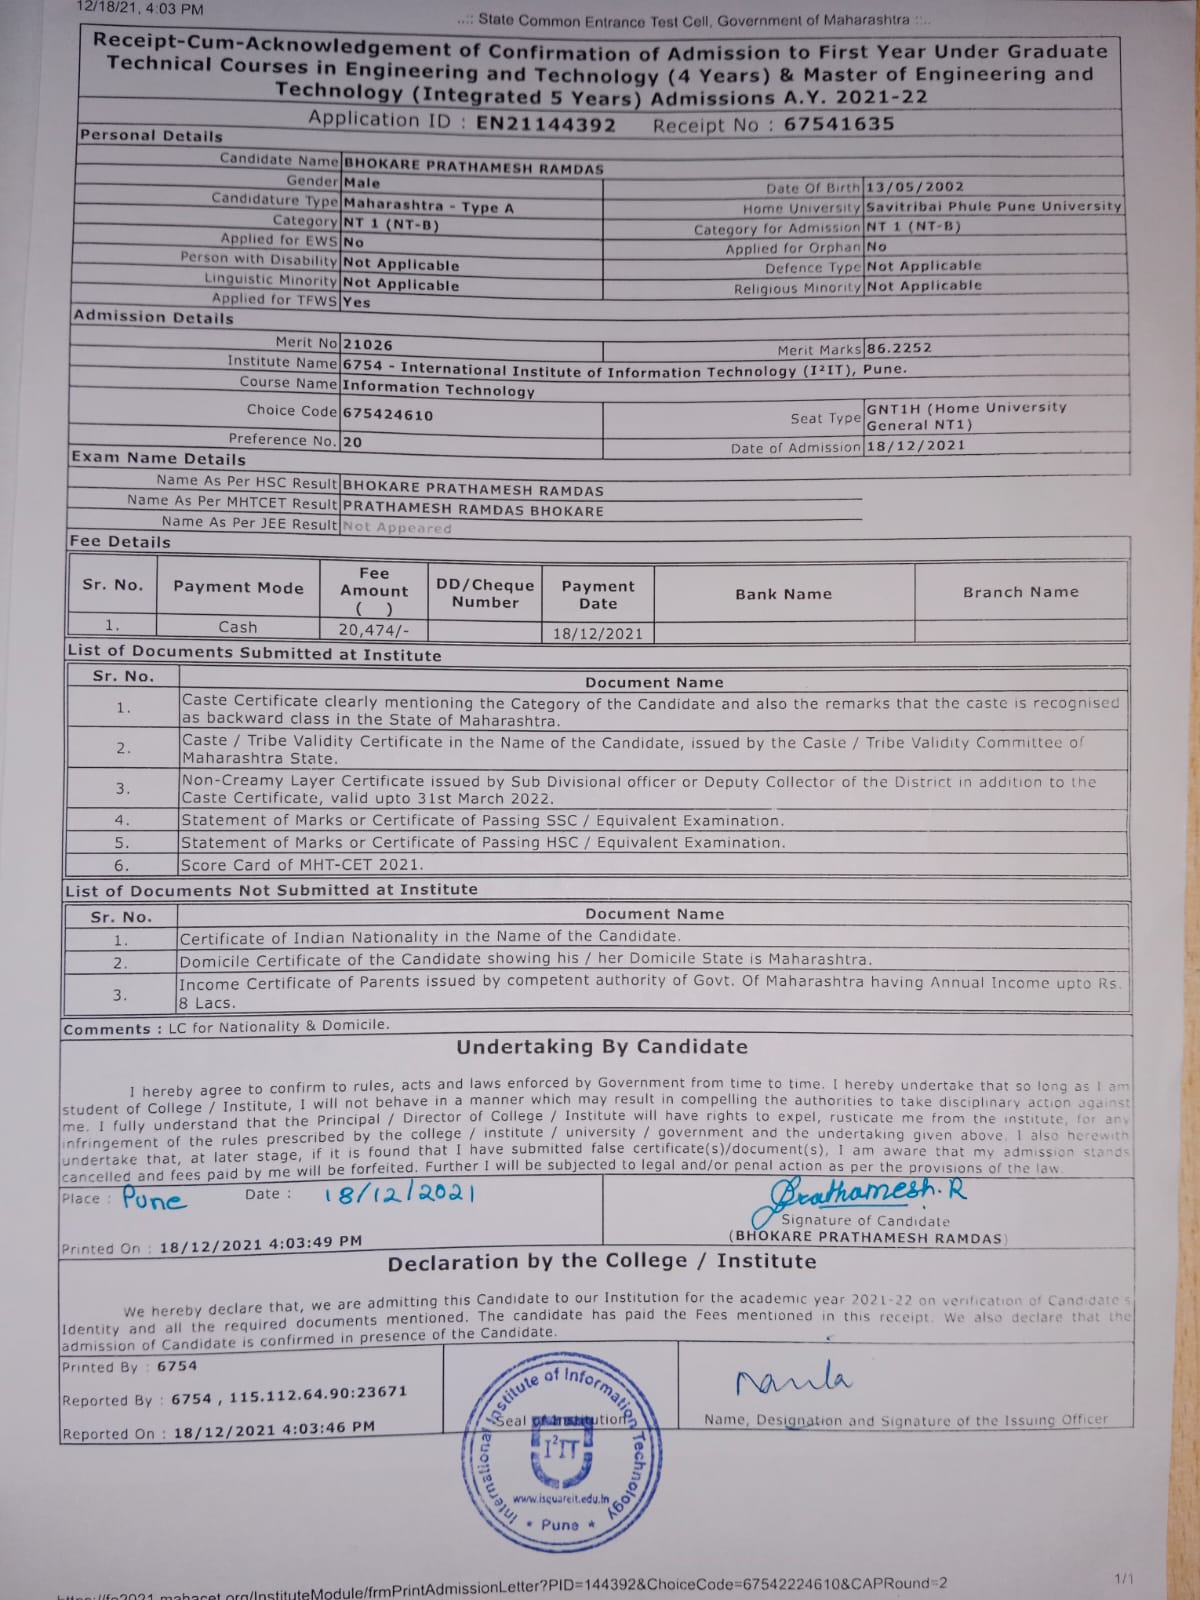 12/18/21, 4:03 PM
..:: State Common Entrance Test Cell, Government of Maharashtra ::..
Receipt-Cum-Acknowledgement of Confirmation of Admission to First Year Under Graduate
Technical Courses in Engineering and Technology (4 Years) & Master of Engineering and
Technology (Integrated 5 Years) Admissions A.Y. 2021-22
Application ID : EN21144392 Receipt No : 67541635
Personal Details
Candidate Name BHOKARE PRATHAMESH RAMDAS
Gender Male Date Of Birth 13/05/2002
Candidature Type Maharashtra - Type A Home University Savitribai Phule Pune University
Category NT 1 (NT-B) Category for Admission NT 1 (NT-B)
Applied for EWS No Applied for Orphan No
Person with Disability Not Applicable Defence Type Not Applicable
Linguistic Minority Not Applicable Religious Minority Not Applicable
Applied for TFWS Yes
Admission Details
Merit No 21026 Merit Marks 86.2252
Institute Name 6754 - International Institute of Information Technology (I²IT), Pune.
Course Name Information Technology
Choice Code 675424610 Seat Type GNT1H (Home University
General NT1)
Preference No. 20 Date of Admission 18/12/2021
Exam Name Details
Name As Per HSC Result BHOKARE PRATHAMESH RAMDAS
Name As Per MHTCET Result PRATHAMESH RAMDAS BHOKARE
Name As Per JEE Result Not Appeared
Fee Details
Sr. No. Payment Mode Fee Amount ( ) DD/Cheque Number Payment Date Bank Name Branch Name
1. Cash 20,474/- 18/12/2021
List of Documents Submitted at Institute
Sr. No. Document Name
1. Caste Certificate clearly mentioning the Category of the Candidate and also the remarks that the caste is recognised
as backward class in the State of Maharashtra.
2. Caste / Tribe Validity Certificate in the Name of the Candidate, issued by the Caste / Tribe Validity Committee of
Maharashtra State.
3. Non-Creamy Layer Certificate issued by Sub Divisional officer or Deputy Collector of the District in addition to the
Caste Certificate, valid upto 31st March 2022.
4. Statement of Marks or Certificate of Passing SSC / Equivalent Examination.
5. Statement of Marks or Certificate of Passing HSC / Equivalent Examination.
6. Score Card of MHT-CET 2021.
List of Documents Not Submitted at Institute
Sr. No. Document Name
1. Certificate of Indian Nationality in the Name of the Candidate.
2. Domicile Certificate of the Candidate showing his / her Domicile State is Maharashtra.
3. Income Certificate of Parents issued by competent authority of Govt. Of Maharashtra having Annual Income upto Rs.
8 Lacs.
Comments : LC for Nationality & Domicile.
Undertaking By Candidate
I hereby agree to confirm to rules, acts and laws enforced by Government from time to time. I hereby undertake that so long as I am
student of College / Institute, I will not behave in a manner which may result in compelling the authorities to take disciplinary action against
me. I fully understand that the Principal / Director of College / Institute will have rights to expel, rusticate me from the institute, for any
infringement of the rules prescribed by the college / institute / university / government and the undertaking given above. I also herewith
undertake that, at later stage, if it is found that I have submitted false certificate(s)/document(s), I am aware that my admission stands
cancelled and fees paid by me will be forfeited. Further I will be subjected to legal and/or penal action as per the provisions of the law.
Place : Pune Date : 18/12/2021 Prathamesh.R
Signature of Candidate
Printed On : 18/12/2021 4:03:49 PM (BHOKARE PRATHAMESH RAMDAS)
Declaration by the College / Institute
We hereby declare that, we are admitting this Candidate to our Institution for the academic year 2021-22 on verification of Candidate's
Identity and all the required documents mentioned. The candidate has paid the Fees mentioned in this receipt. We also declare that the
admission of Candidate is confirmed in presence of the Candidate.
Printed By : 6754
Reported By : 6754 , 115.112.64.90:23671
Reported On : 18/12/2021 4:03:46 PM
Seal of Institution
Name, Designation and Signature of the Issuing Officer
International Institute of Information Technology
I²IT
www.isquareit.edu.in
* Pune *
https://fe2021.mahacet.org/InstituteModule/frmPrintAdmissionLetter?PID=144392&ChoiceCode=67542224610&CAPRound=2
1/1